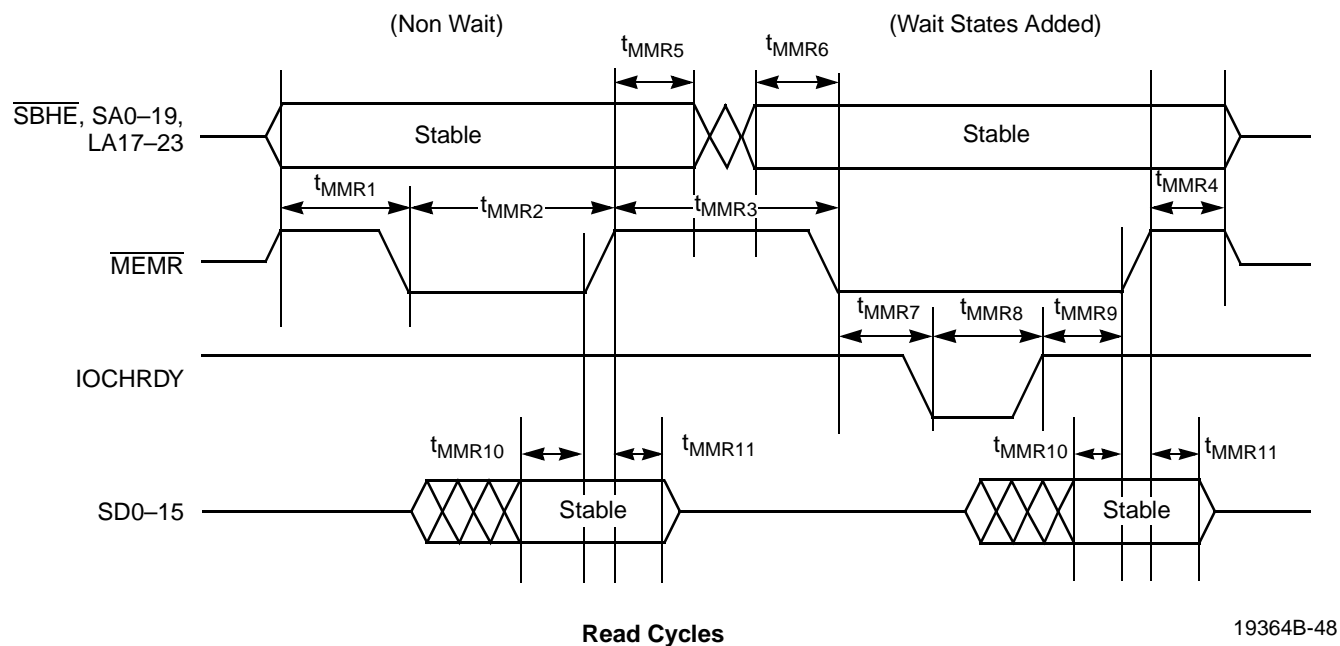 (Non Wait)
(Wait States Added)
tMMR5
tMMR6
SBHE, SA0–19,
LA17–23
Stable
Stable
tMMR1
tMMR2
tMMR3
tMMR4
MEMR
tMMR7
tMMR8
tMMR9
IOCHRDY
tMMR10
tMMR11
tMMR10
tMMR11
SD0–15
Stable
Stable
Read Cycles
19364B-48